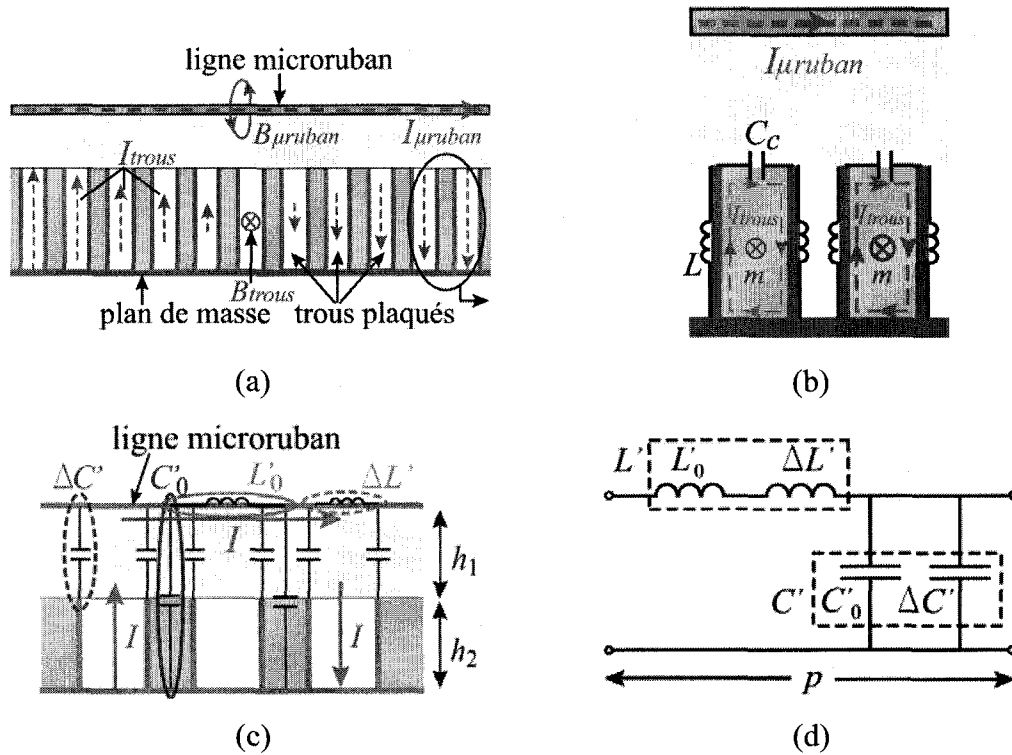 ligne microruban
Bμruban
Iμruban
Itrous
Btrous
plan de masse
trous plaqués
(a)
Iμruban
Cc
Itrous
Itrous
L
m
m
(b)
ligne microruban
ΔC'
C'0
L'0
ΔL'
I
I
I
h1
h2
(c)
L'
L'0
ΔL'
C'
C'0
ΔC'
p
(d)